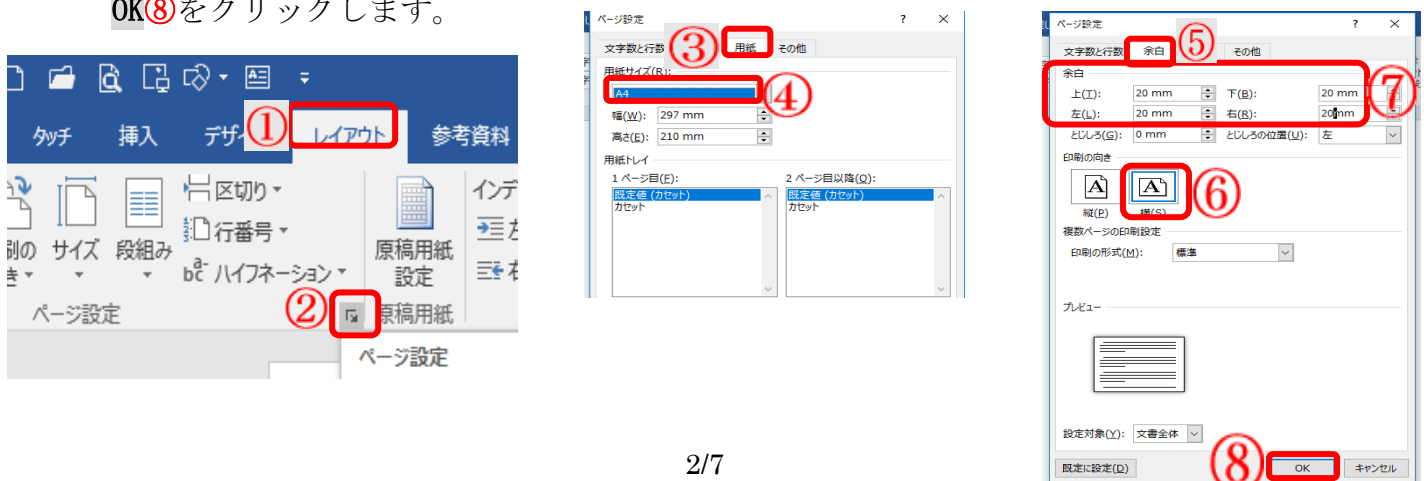 OK⑧をクリックします。
タッチ 挿入 ① レイアウト 参考資料
区切り
行番号
サイズ 段組み
ハイフネーション
原稿用紙
設定
ページ設定 ② 原稿用紙
ページ設定
ページ設定 ? ×
文字数と行数 ③ 用紙 その他
用紙サイズ(R):
A4 ④
幅(W): 297 mm
高さ(E): 210 mm
用紙トレイ
1 ページ目(F): 2 ページ目以降(O):
既定値 (カセット) 既定値 (カセット)
カセット カセット
ページ設定 ⑤ ? ×
文字数と行数 余白 その他
余白
上(T): 20 mm 下(B): 20 mm ⑦
左(L): 20 mm 右(R): 20 mm
とじしろ(G): 0 mm とじしろの位置(U): 左
印刷の向き
⑥
縦(P) 横(S)
複数ページの印刷設定
印刷の形式(M): 標準
プレビュー
設定対象(Y): 文書全体
既定に設定(D) ⑧ OK キャンセル
2/7